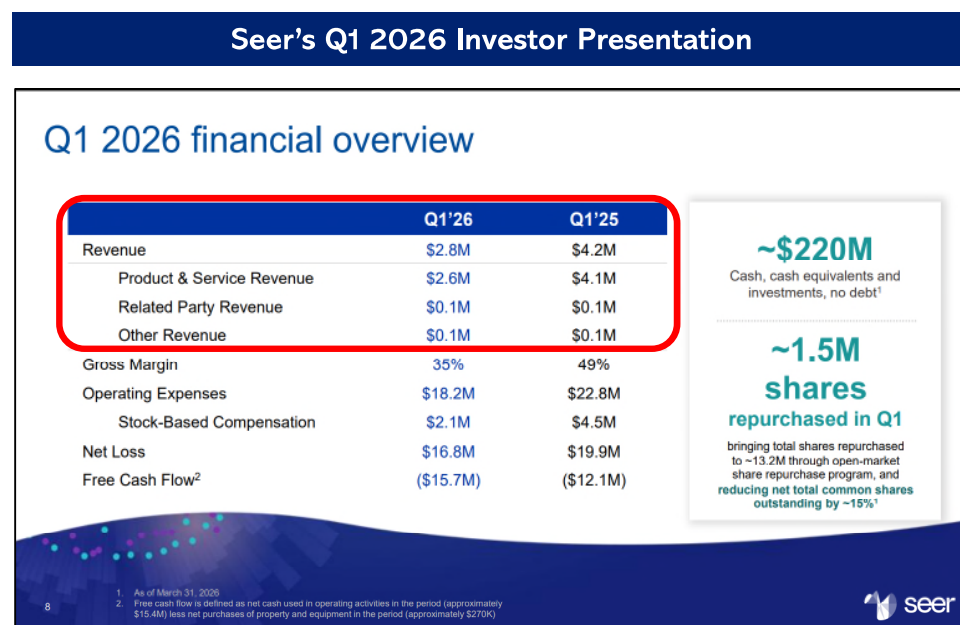 Seer’s Q1 2026 Investor Presentation
Q1 2026 financial overview
Q1’26 Q1’25
Revenue $2.8M $4.2M
Product & Service Revenue $2.6M $4.1M
Related Party Revenue $0.1M $0.1M
Other Revenue $0.1M $0.1M
Gross Margin 35% 49%
Operating Expenses $18.2M $22.8M
Stock-Based Compensation $2.1M $4.5M
Net Loss $16.8M $19.9M
Free Cash Flow2 ($15.7M) ($12.1M)
~$220M
Cash, cash equivalents and
investments, no debt1
~1.5M
shares
repurchased in Q1
bringing total shares repurchased
to ~13.2M through open-market
share repurchase program, and
reducing net total common shares
outstanding by ~15%1
1. As of March 31, 2026
2. Free cash flow is defined as net cash used in operating activities in the period (approximately
$15.4M) less net purchases of property and equipment in the period (approximately $270K)
8
seer